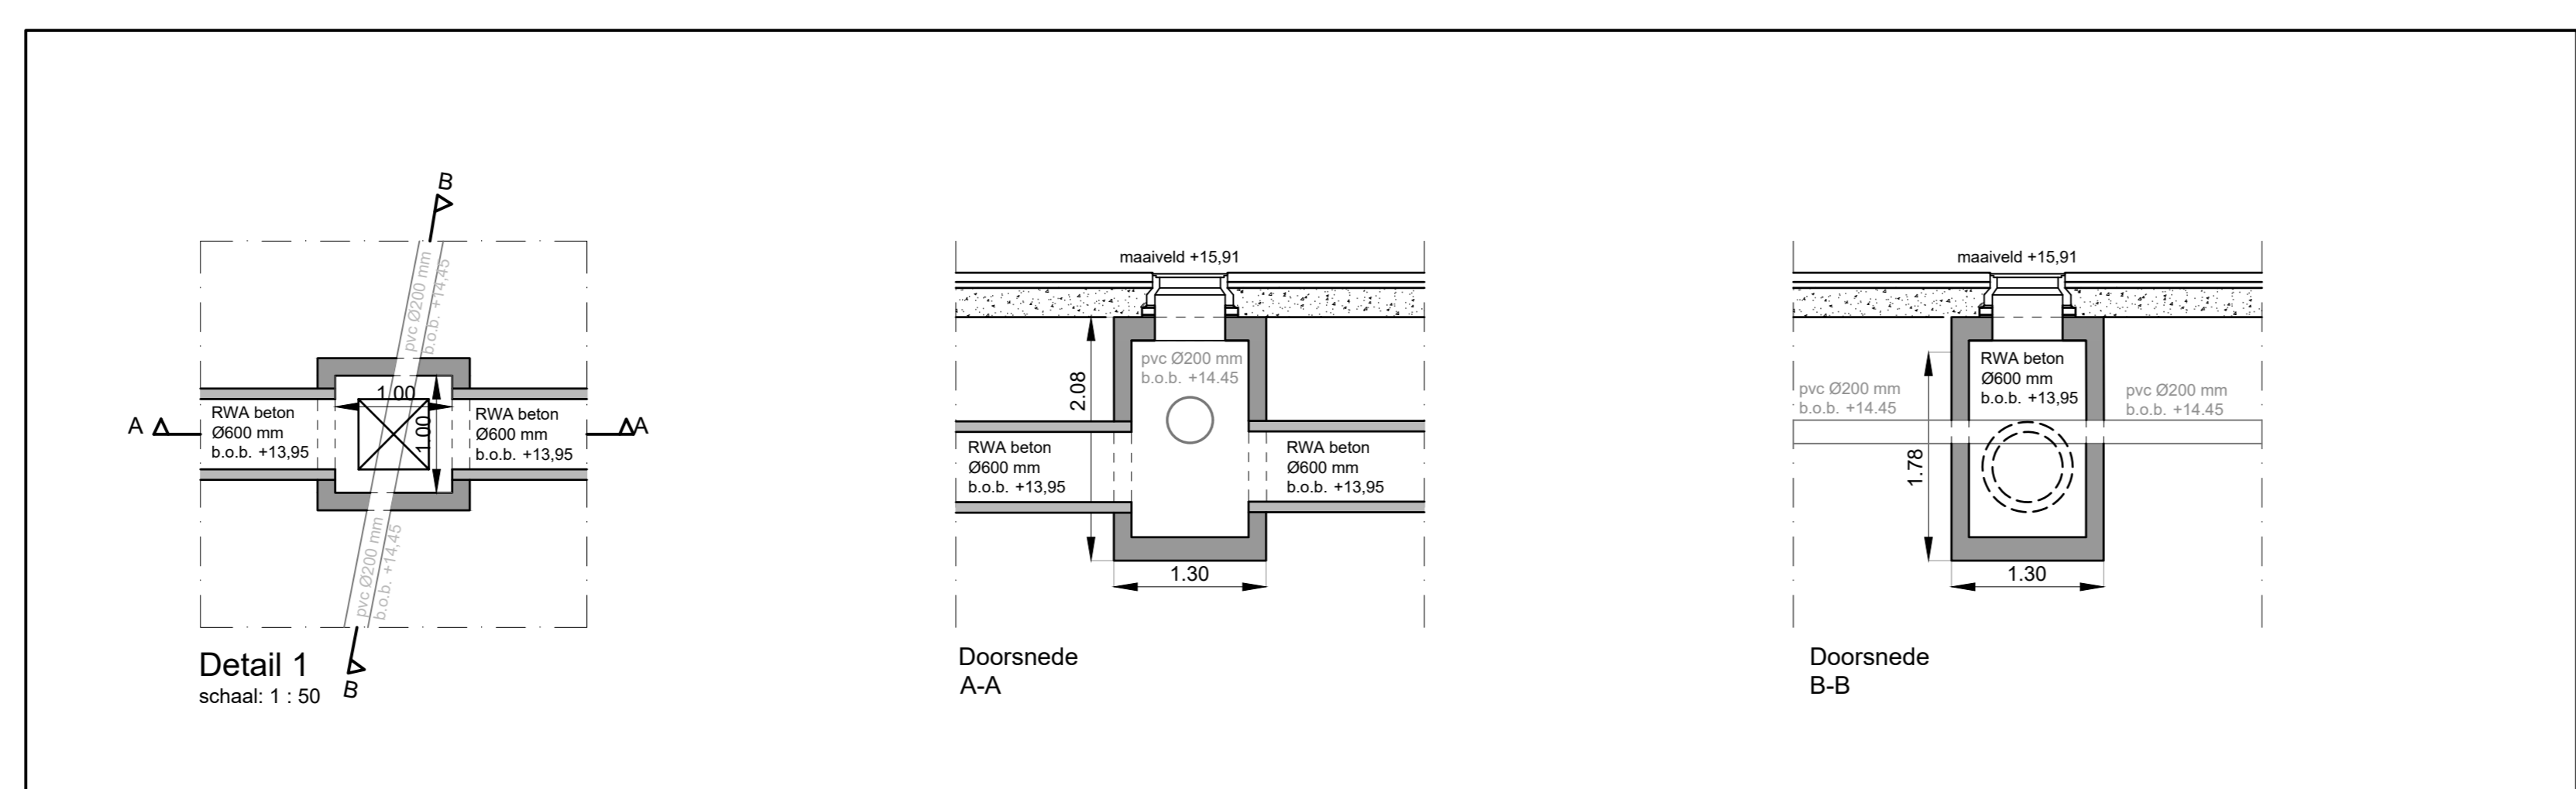 B
pvc Ø200 mm
b.o.b. +14,45
1.00
1.00
A
RWA beton
Ø600 mm
b.o.b. +13,95
RWA beton
Ø600 mm
b.o.b. +13,95
A
pvc Ø200 mm
b.o.b. +14,45
B
Detail 1
schaal: 1 : 50
maaiveld +15,91
pvc Ø200 mm
b.o.b. +14.45
2.08
RWA beton
Ø600 mm
b.o.b. +13,95
RWA beton
Ø600 mm
b.o.b. +13,95
1.30
Doorsnede
A-A
maaiveld +15,91
RWA beton
Ø600 mm
b.o.b. +13,95
pvc Ø200 mm
b.o.b. +14.45
pvc Ø200 mm
b.o.b. +14.45
1.78
1.30
Doorsnede
B-B